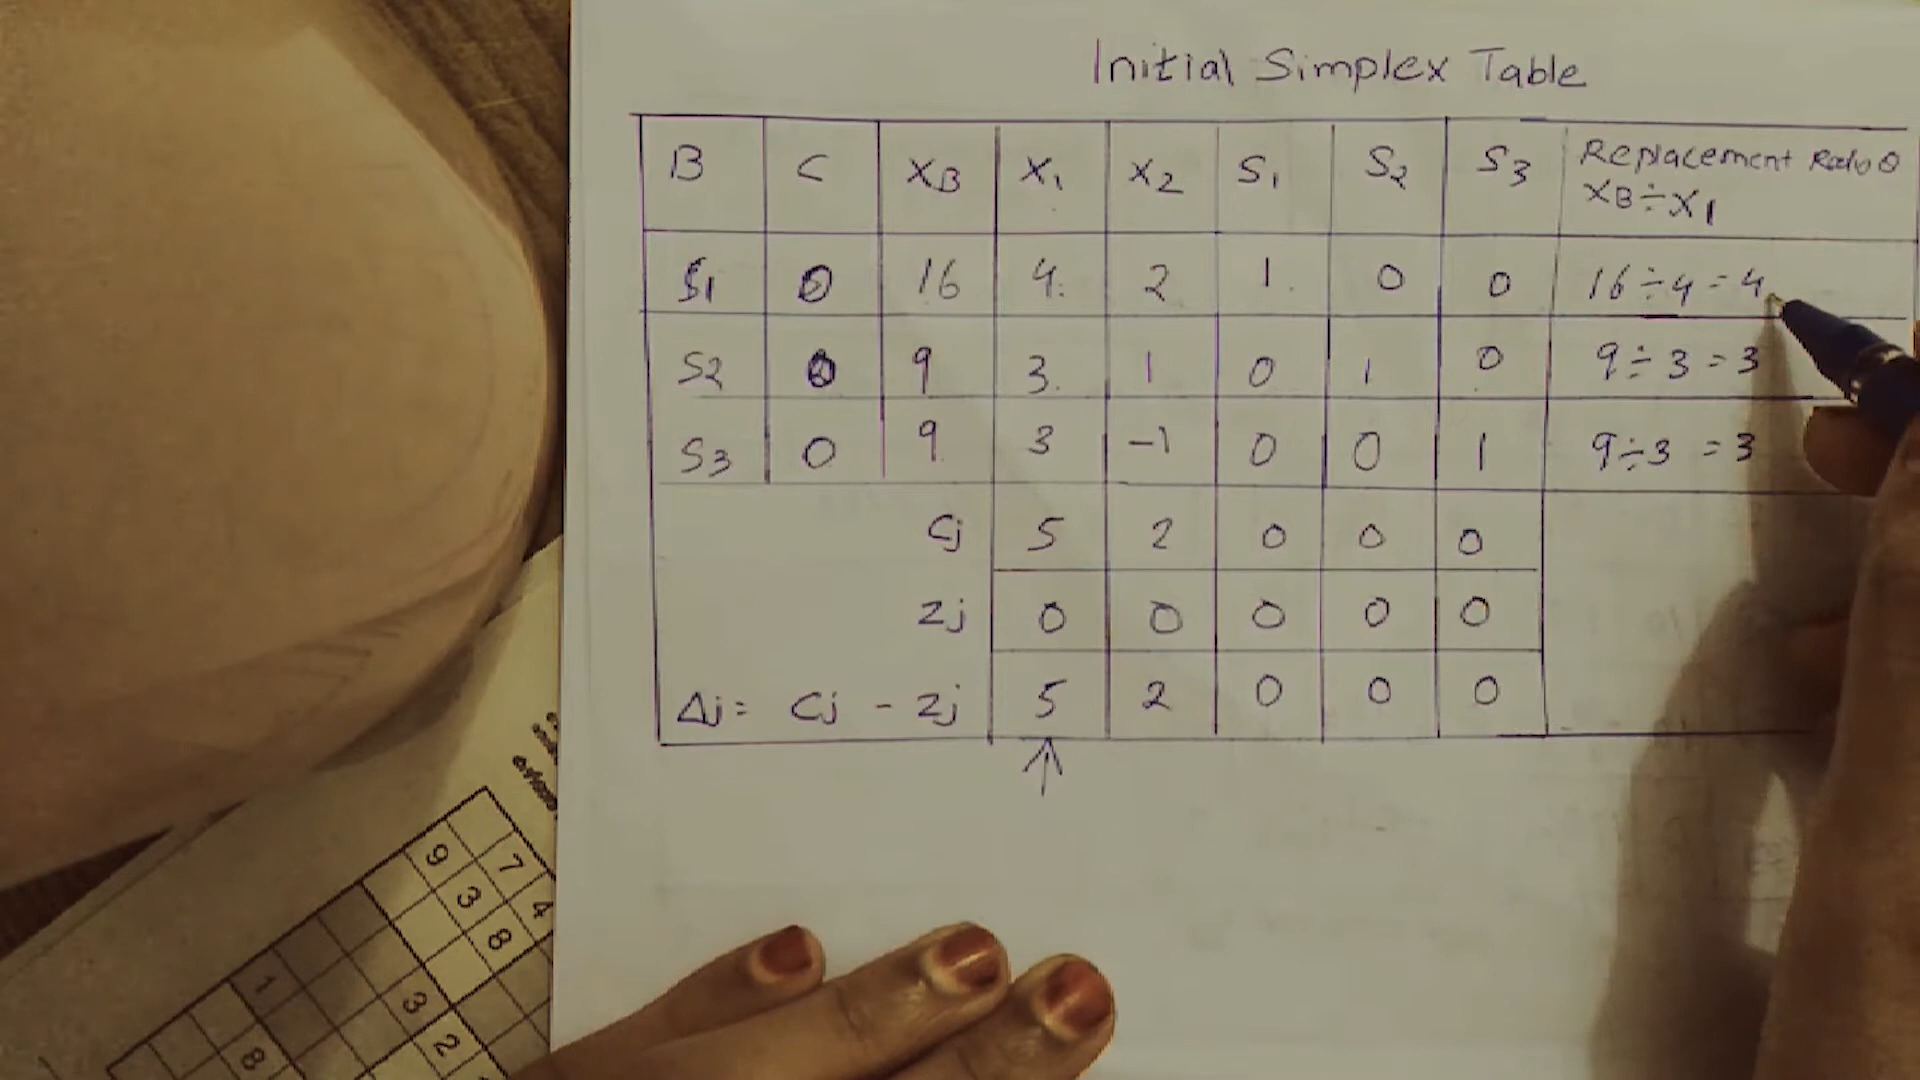 Initial Simplex Table
B C XB X1 X2 S1 S2 S3 Replacement Ratio θ
XB÷X1
S1 0 16 4 2 1 0 0 16÷4=4
S2 0 9 3 1 0 1 0 9÷3=3
S3 0 9 3 -1 0 0 1 9÷3=3
Cj 5 2 0 0 0
Zj 0 0 0 0 0
Δj= Cj - Zj 5 2 0 0 0
9 7
3 4
8
1
3
8 2